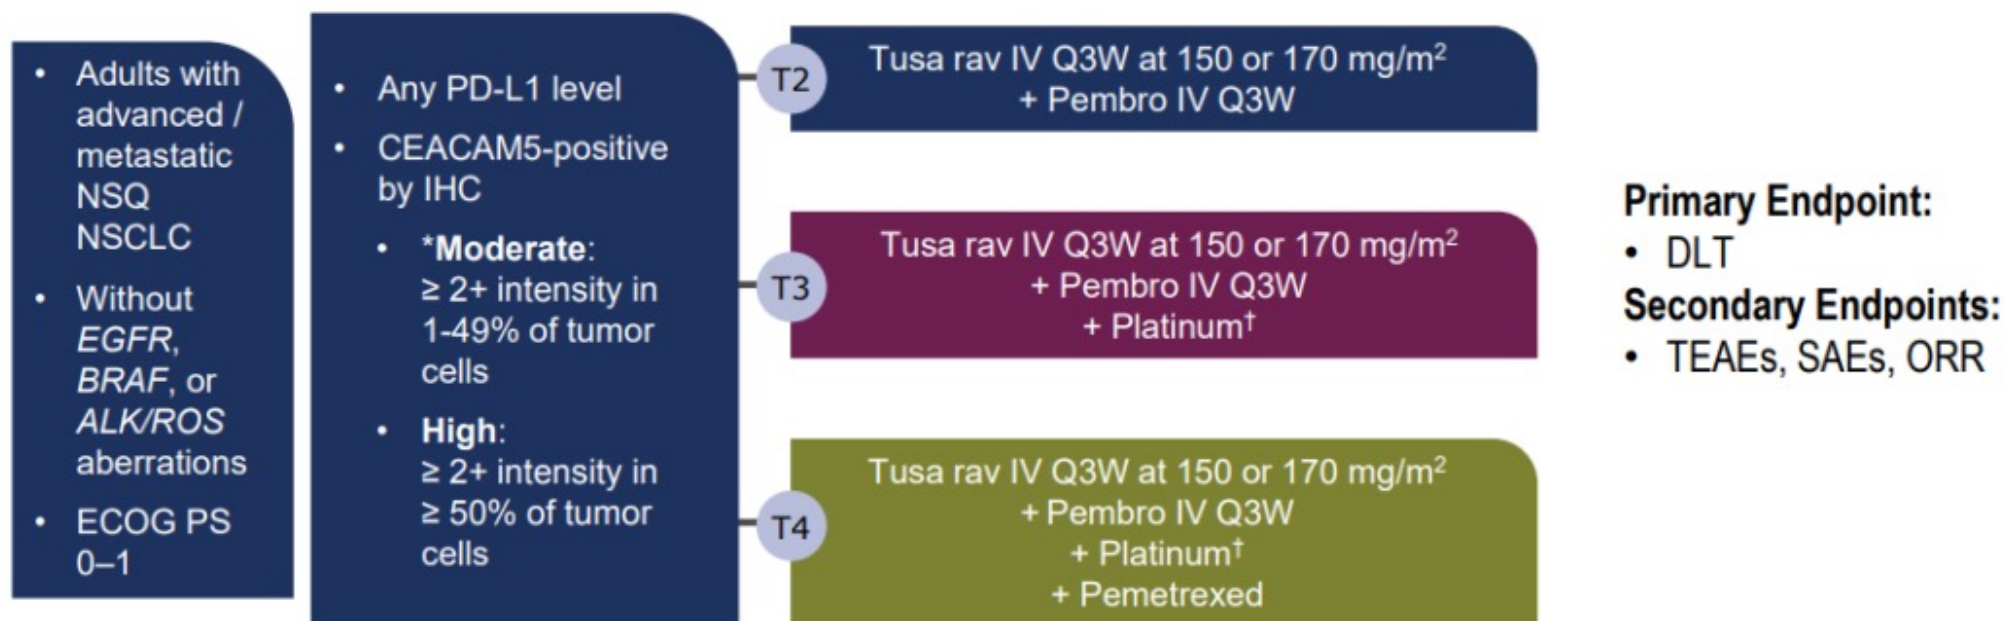 • Adults with
advanced /
metastatic
NSQ
NSCLC
• Without
EGFR,
BRAF, or
ALK/ROS
aberrations
• ECOG PS
0–1
• Any PD-L1 level
• CEACAM5-positive
by IHC
• *Moderate:
≥ 2+ intensity in
1-49% of tumor
cells
• High:
≥ 2+ intensity in
≥ 50% of tumor
cells
T2
Tusa rav IV Q3W at 150 or 170 mg/m²
+ Pembro IV Q3W
T3
Tusa rav IV Q3W at 150 or 170 mg/m²
+ Pembro IV Q3W
+ Platinum†
T4
Tusa rav IV Q3W at 150 or 170 mg/m²
+ Pembro IV Q3W
+ Platinum†
+ Pemetrexed
Primary Endpoint:
• DLT
Secondary Endpoints:
• TEAEs, SAEs, ORR